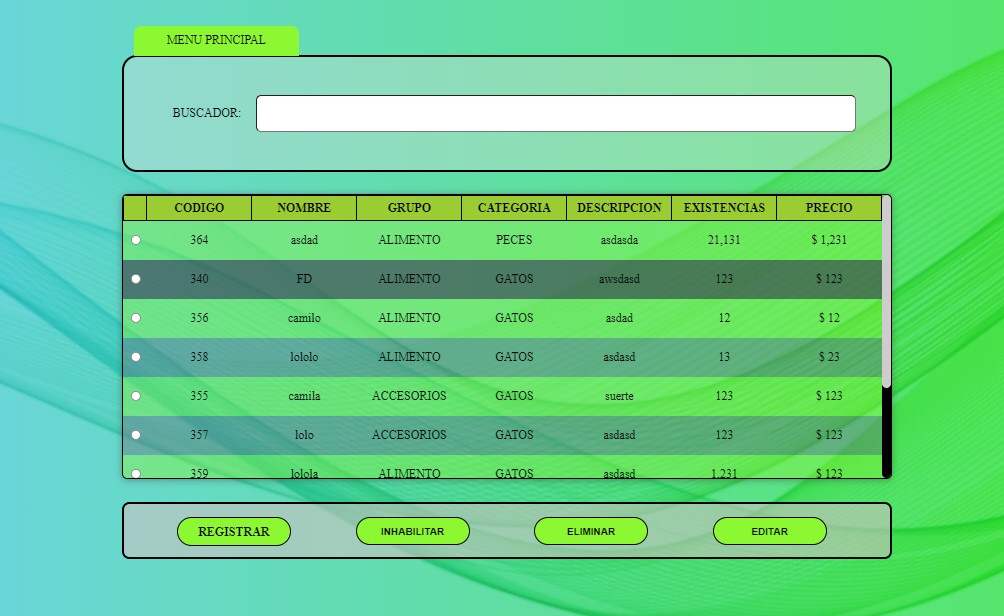 MENU PRINCIPAL
BUSCADOR:
CODIGO NOMBRE GRUPO CATEGORIA DESCRIPCION EXISTENCIAS PRECIO
364 asdad ALIMENTO PECES asdasda 21,131 $ 1,231
340 FD ALIMENTO GATOS awsdasd 123 $ 123
356 camilo ALIMENTO GATOS asdad 12 $ 12
358 lololo ALIMENTO GATOS asdasd 13 $ 23
355 camila ACCESORIOS GATOS suerte 123 $ 123
357 lolo ACCESORIOS GATOS asdasd 123 $ 123
359 lolola ALIMENTO GATOS asdasd 1,231 $ 123
REGISTRAR INHABILITAR ELIMINAR EDITAR